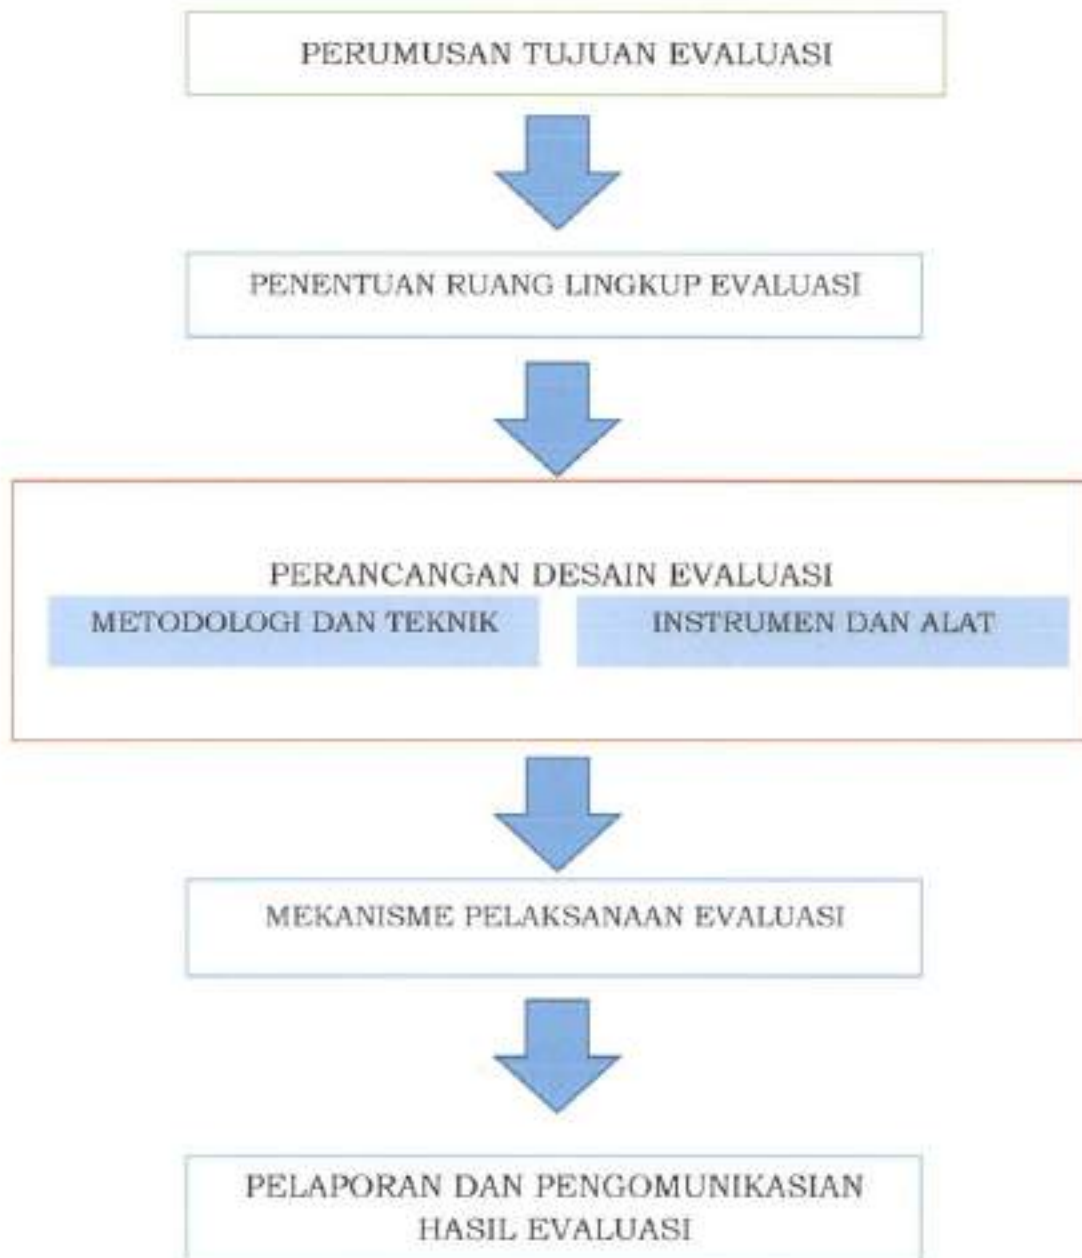 PERUMUSAN TUJUAN EVALUASI
PENENTUAN RUANG LINGKUP EVALUASI
PERANCANGAN DESAIN EVALUASI
METODOLOGI DAN TEKNIK
INSTRUMEN DAN ALAT
MEKANISME PELAKSANAAN EVALUASI
PELAPORAN DAN PENGOMUNIKASIAN
HASIL EVALUASI